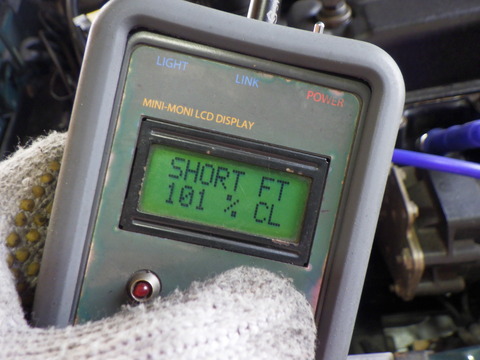 LIGHT
LINK
POWER
MINI-MONI LCD DISPLAY
SHORT FT
101 % CL